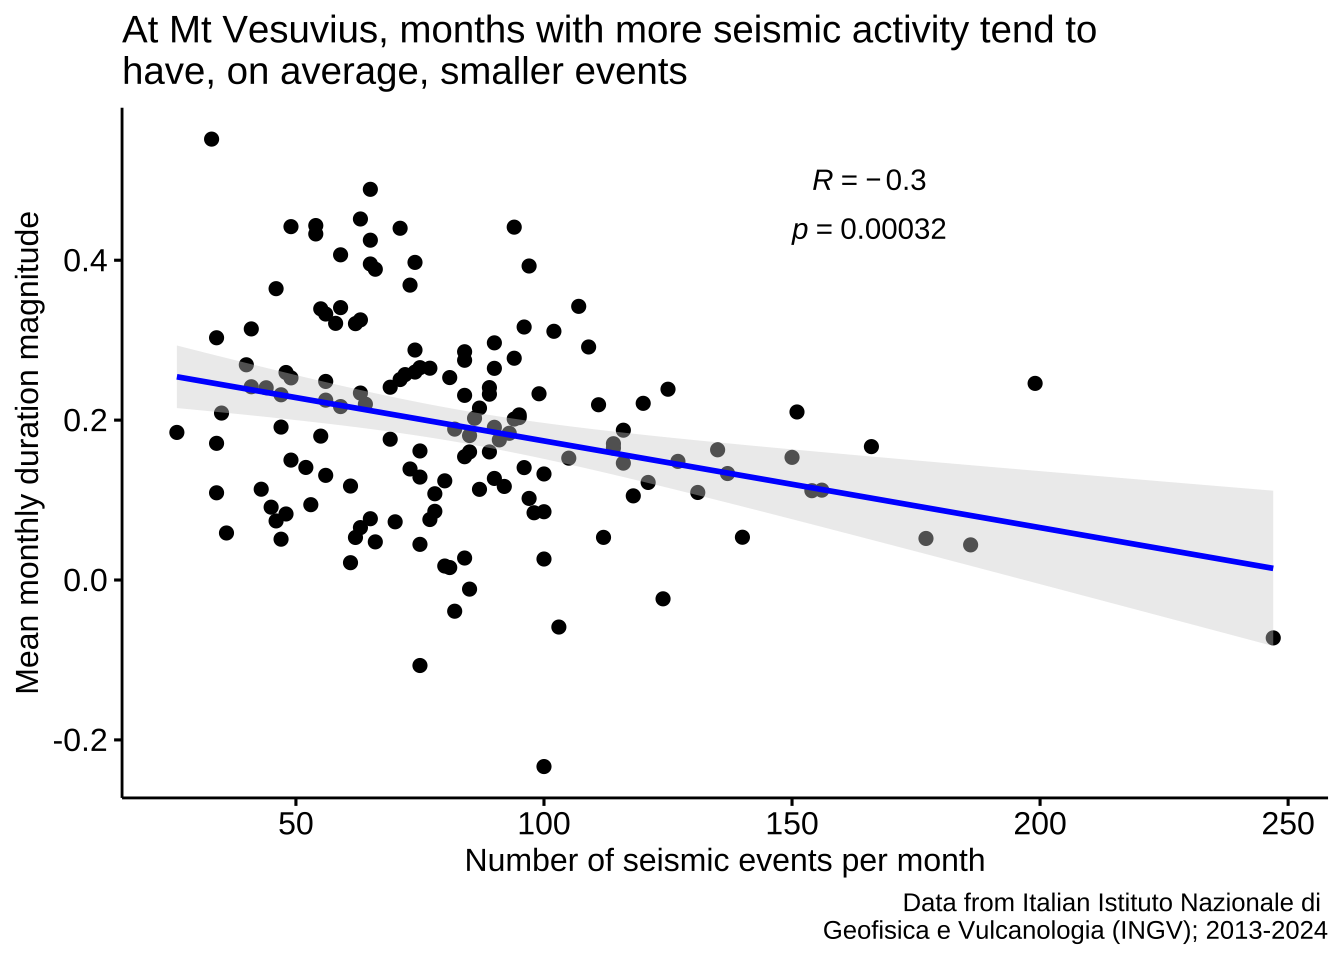 At Mt Vesuvius, months with more seismic activity tend to
have, on average, smaller events
R = −0.3
p = 0.00032
Mean monthly duration magnitude
0.4
0.2
0.0
-0.2
50 100 150 200 250
Number of seismic events per month
Data from Italian Istituto Nazionale di
Geofisica e Vulcanologia (INGV); 2013-2024